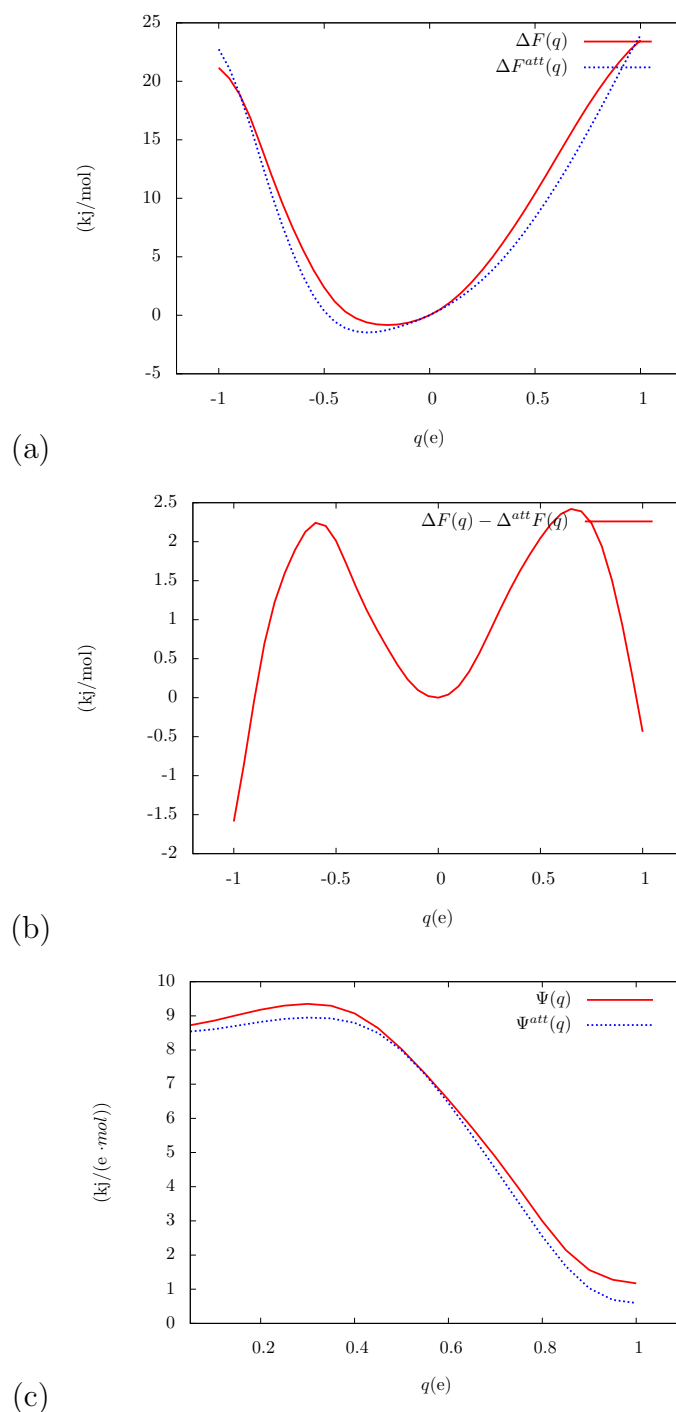 25
20
15
10
5
0
-5
(kj/mol)
ΔF(q)
ΔF^{att}(q)
-1 -0.5 0 0.5 1
q(e)
(a)
2.5
2
1.5
1
0.5
0
-0.5
-1
-1.5
-2
(kj/mol)
ΔF(q) − Δ^{att}F(q)
-1 -0.5 0 0.5 1
q(e)
(b)
10
9
8
7
6
5
4
3
2
1
0
(kj/(e ·mol))
Ψ(q)
Ψ^{att}(q)
0.2 0.4 0.6 0.8 1
q(e)
(c)